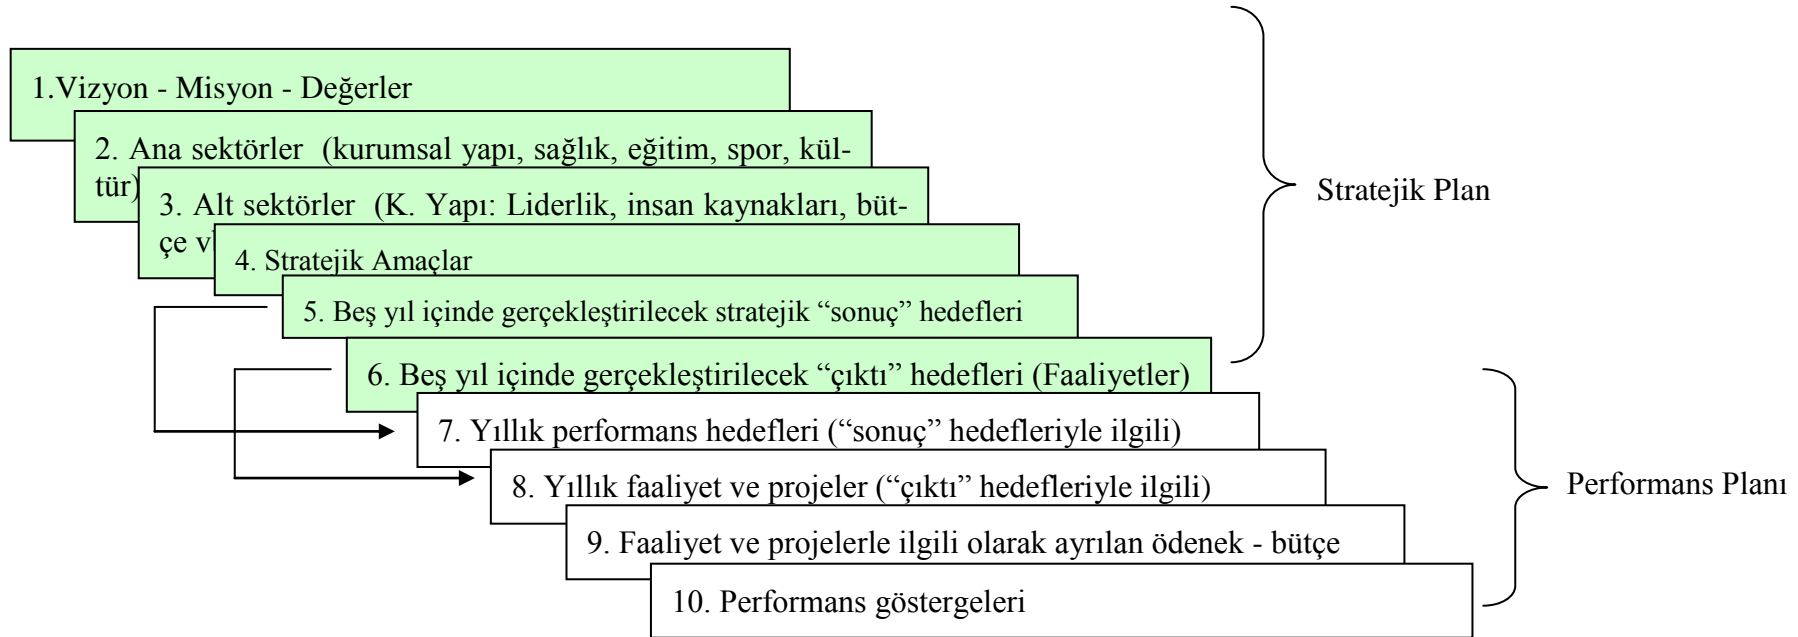 1.Vizyon - Misyon - Değerler
2. Ana sektörler (kurumsal yapı, sağlık, eğitim, spor, kül-
tür)
3. Alt sektörler (K. Yapı: Liderlik, insan kaynakları, büt-
çe v
4. Stratejik Amaçlar
5. Beş yıl içinde gerçekleştirilecek stratejik “sonuç” hedefleri
6. Beş yıl içinde gerçekleştirilecek “çıktı” hedefleri (Faaliyetler)
Stratejik Plan
7. Yıllık performans hedefleri (“sonuç” hedefleriyle ilgili)
8. Yıllık faaliyet ve projeler (“çıktı” hedefleriyle ilgili)
9. Faaliyet ve projelerle ilgili olarak ayrılan ödenek - bütçe
10. Performans göstergeleri
Performans Planı